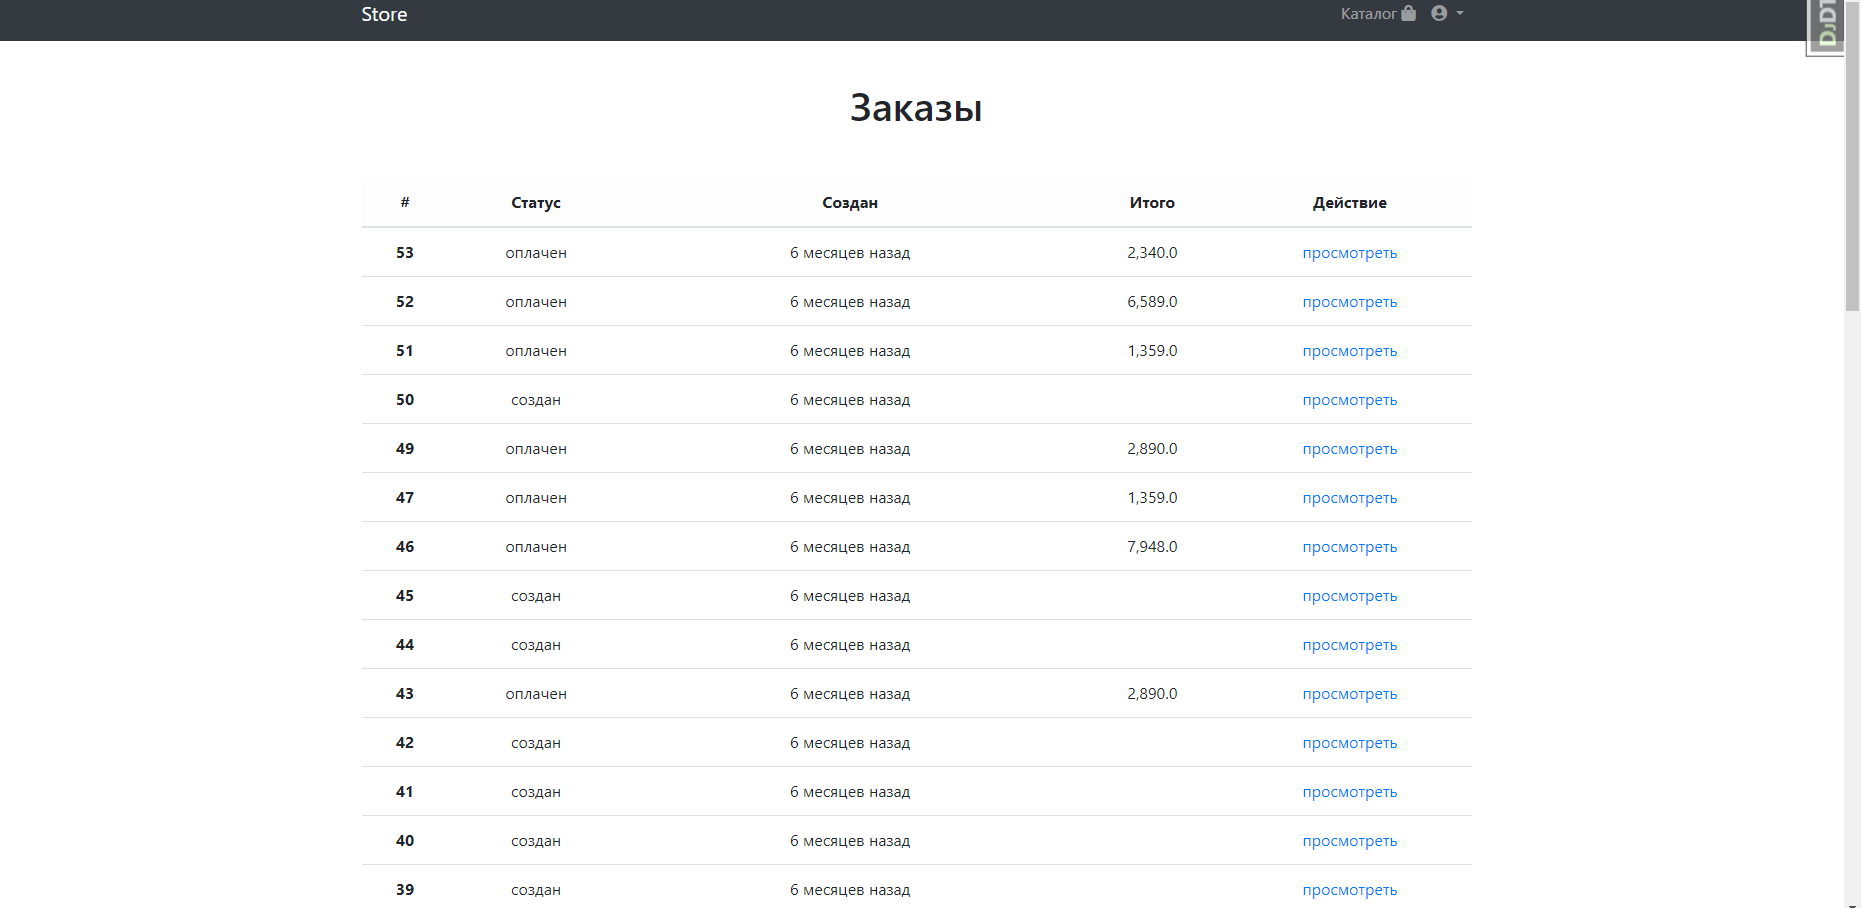 Store Каталог
DJDT
Заказы
# Статус Создан Итого Действие
53 оплачен 6 месяцев назад 2,340.0 просмотреть
52 оплачен 6 месяцев назад 6,589.0 просмотреть
51 оплачен 6 месяцев назад 1,359.0 просмотреть
50 создан 6 месяцев назад просмотреть
49 оплачен 6 месяцев назад 2,890.0 просмотреть
47 оплачен 6 месяцев назад 1,359.0 просмотреть
46 оплачен 6 месяцев назад 7,948.0 просмотреть
45 создан 6 месяцев назад просмотреть
44 создан 6 месяцев назад просмотреть
43 оплачен 6 месяцев назад 2,890.0 просмотреть
42 создан 6 месяцев назад просмотреть
41 создан 6 месяцев назад просмотреть
40 создан 6 месяцев назад просмотреть
39 создан 6 месяцев назад просмотреть